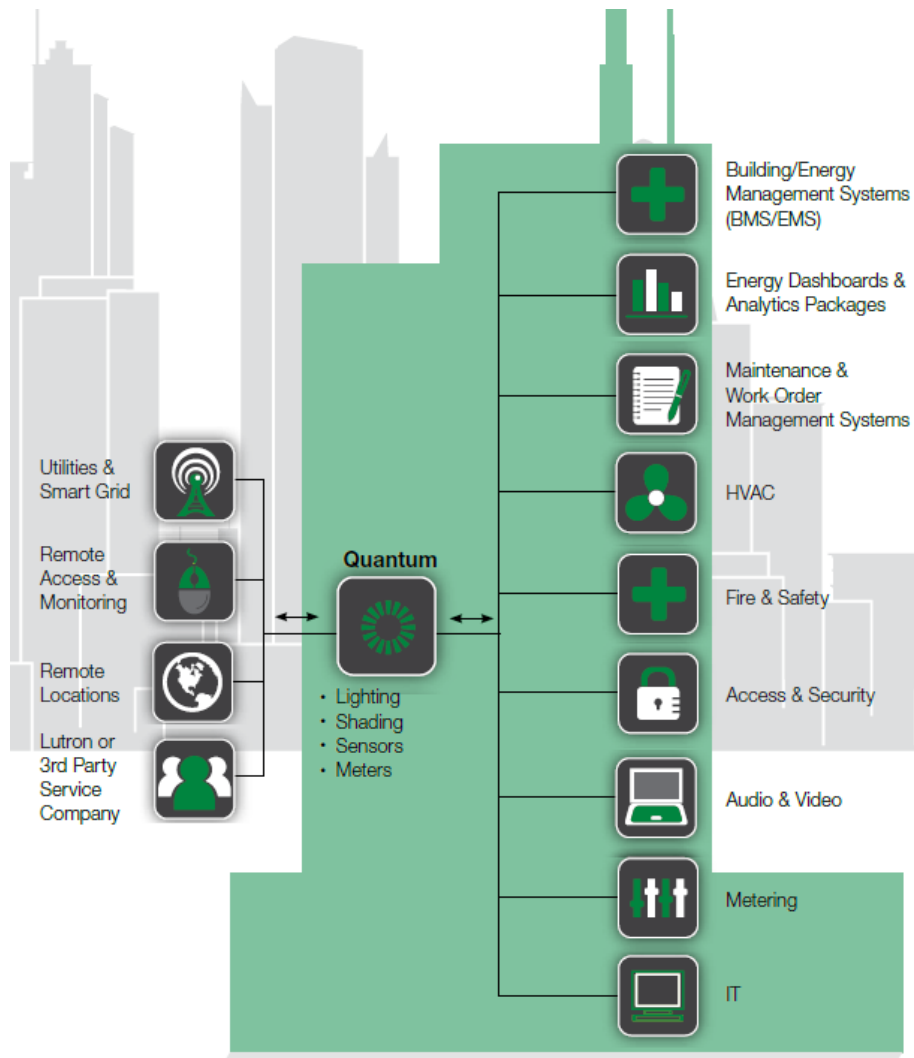 Building/Energy
Management Systems
(BMS/EMS)
Energy Dashboards &
Analytics Packages
Maintenance &
Work Order
Management Systems
Utilities &
Smart Grid
HVAC
Remote
Access &
Monitoring
Quantum
Fire & Safety
Remote
Locations
• Lighting
• Shading
• Sensors
• Meters
Access & Security
Lutron or
3rd Party
Service
Company
Audio & Video
Metering
IT